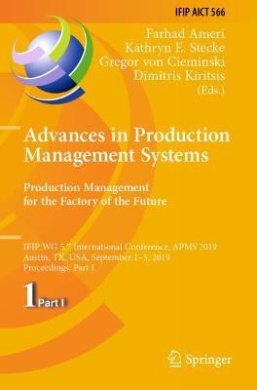 IFIP AICT 566
Farhad Ameri
Kathryn E. Stecke
Gregor von Cieminski
Dimitris Kiritsis
(Eds.)
Advances in Production
Management Systems
Production Management
for the Factory of the Future
IFIP WG 5.7 International Conference, APMS 2019
Austin, TX, USA, September 1–5, 2019
Proceedings, Part I
1 Part I
Springer